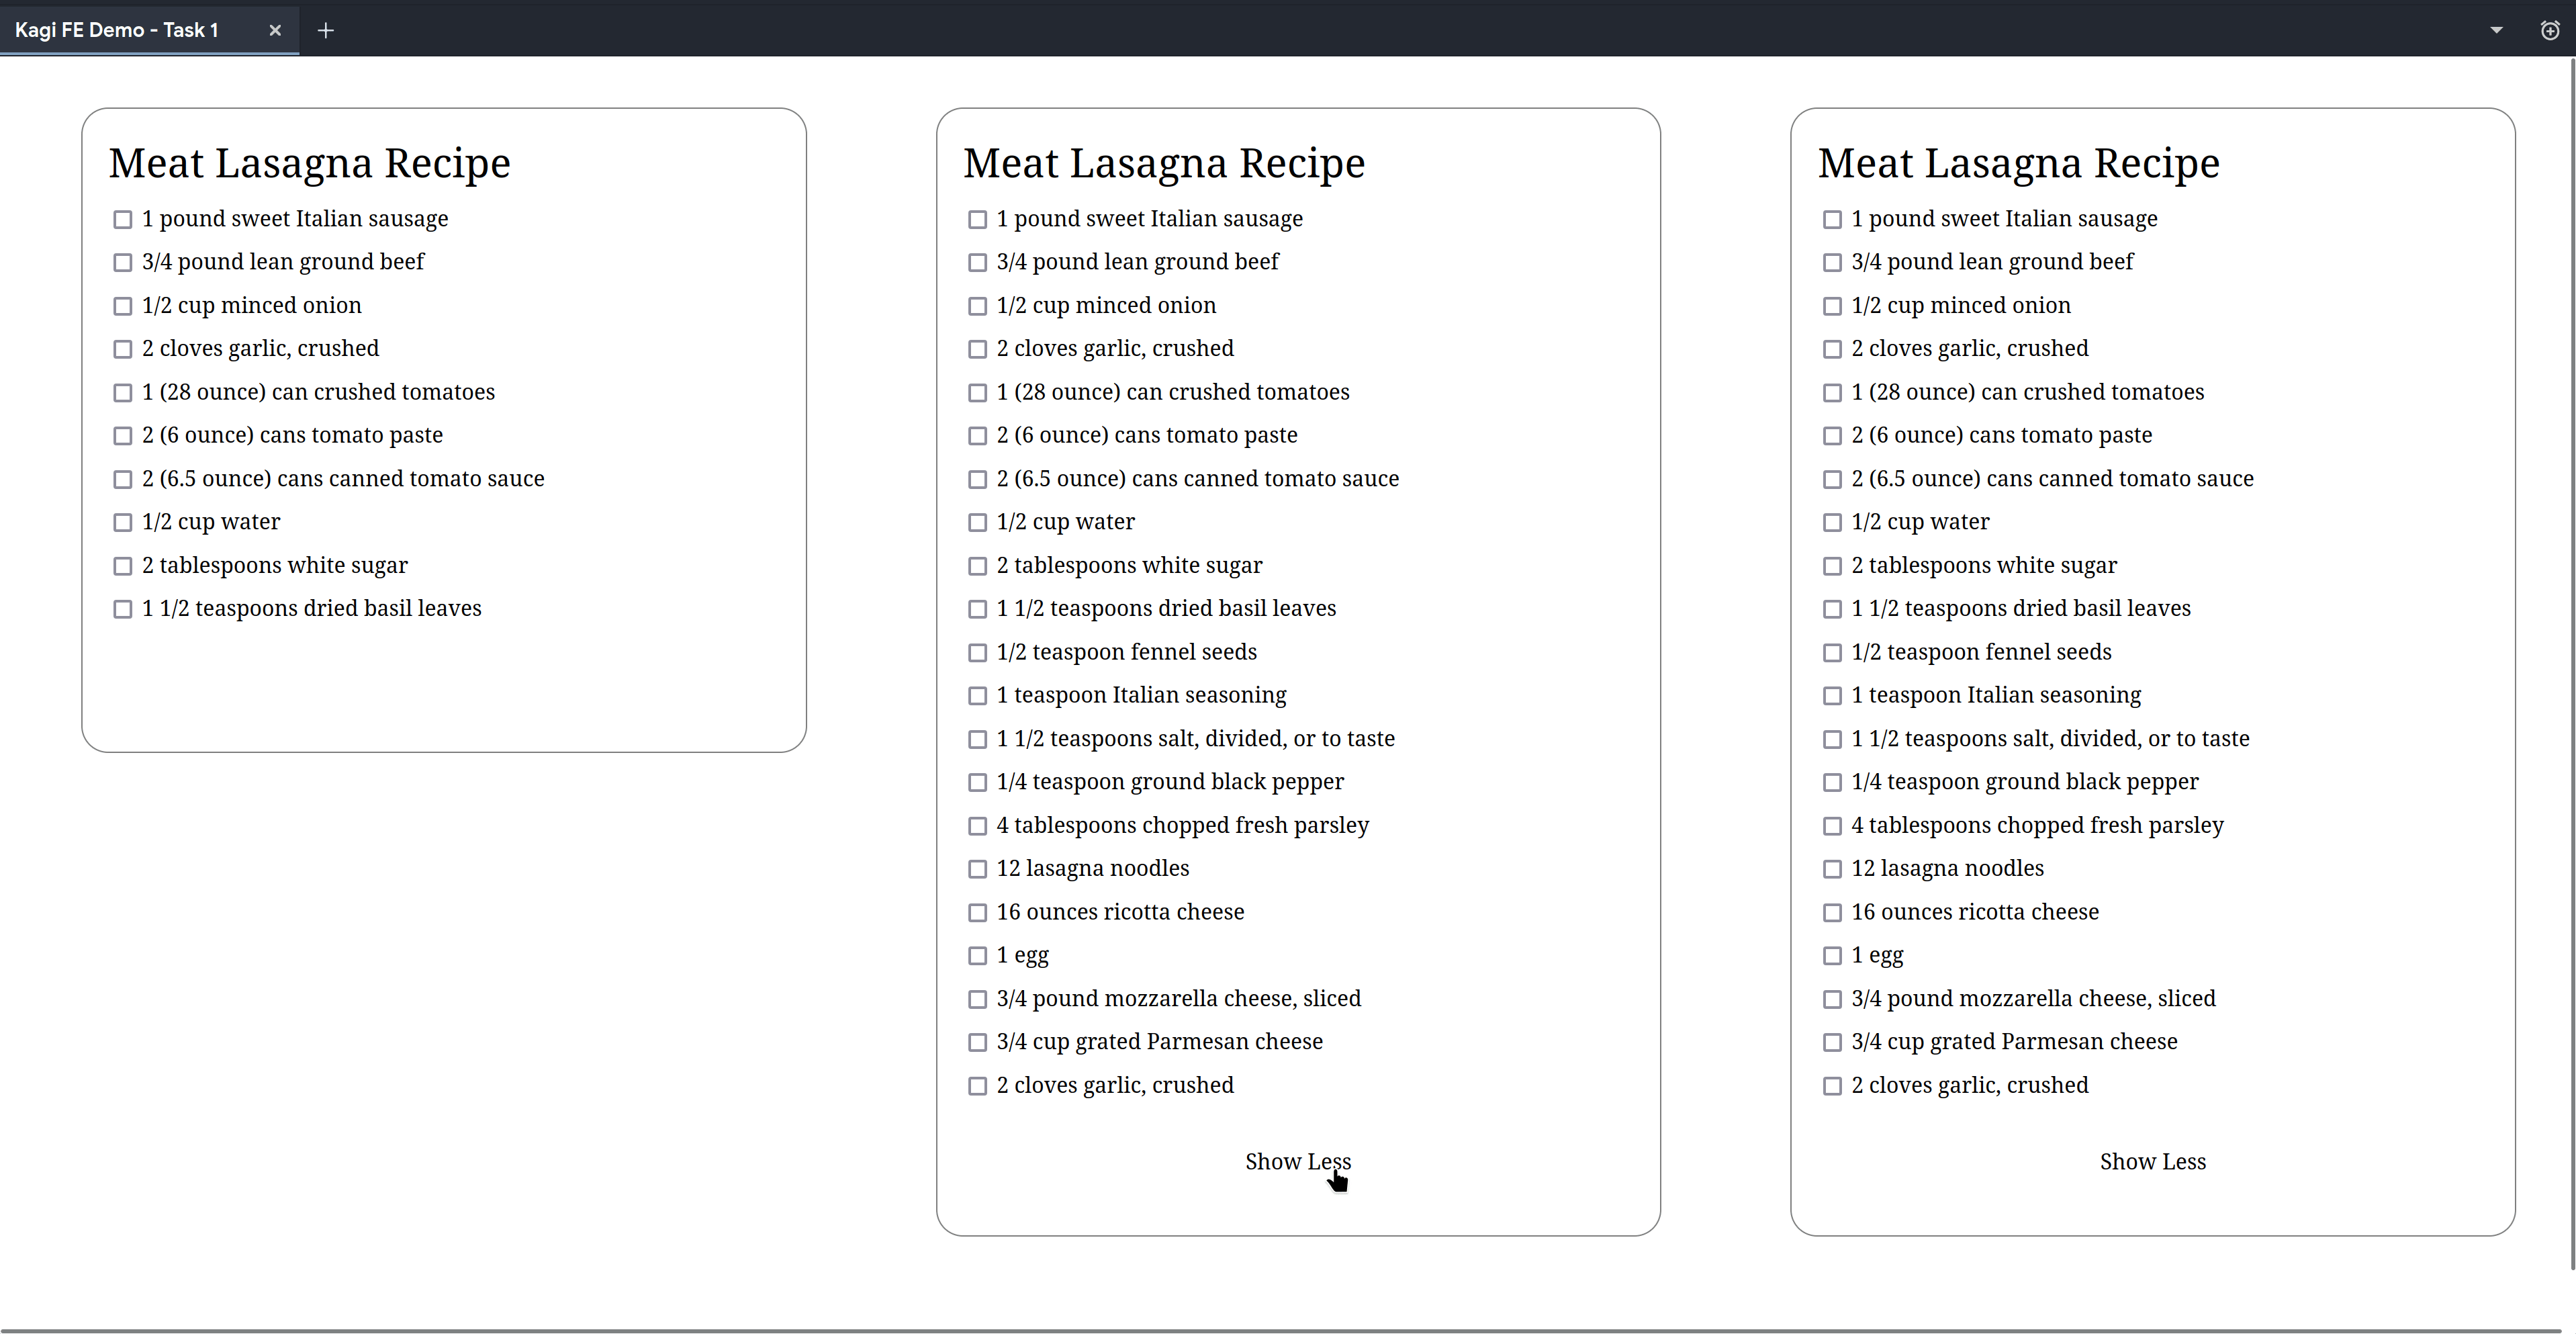 Kagi FE Demo - Task 1
Meat Lasagna Recipe
1 pound sweet Italian sausage
3/4 pound lean ground beef
1/2 cup minced onion
2 cloves garlic, crushed
1 (28 ounce) can crushed tomatoes
2 (6 ounce) cans tomato paste
2 (6.5 ounce) cans canned tomato sauce
1/2 cup water
2 tablespoons white sugar
1 1/2 teaspoons dried basil leaves
Meat Lasagna Recipe
1 pound sweet Italian sausage
3/4 pound lean ground beef
1/2 cup minced onion
2 cloves garlic, crushed
1 (28 ounce) can crushed tomatoes
2 (6 ounce) cans tomato paste
2 (6.5 ounce) cans canned tomato sauce
1/2 cup water
2 tablespoons white sugar
1 1/2 teaspoons dried basil leaves
1/2 teaspoon fennel seeds
1 teaspoon Italian seasoning
1 1/2 teaspoons salt, divided, or to taste
1/4 teaspoon ground black pepper
4 tablespoons chopped fresh parsley
12 lasagna noodles
16 ounces ricotta cheese
1 egg
3/4 pound mozzarella cheese, sliced
3/4 cup grated Parmesan cheese
2 cloves garlic, crushed
Show Less
Meat Lasagna Recipe
1 pound sweet Italian sausage
3/4 pound lean ground beef
1/2 cup minced onion
2 cloves garlic, crushed
1 (28 ounce) can crushed tomatoes
2 (6 ounce) cans tomato paste
2 (6.5 ounce) cans canned tomato sauce
1/2 cup water
2 tablespoons white sugar
1 1/2 teaspoons dried basil leaves
1/2 teaspoon fennel seeds
1 teaspoon Italian seasoning
1 1/2 teaspoons salt, divided, or to taste
1/4 teaspoon ground black pepper
4 tablespoons chopped fresh parsley
12 lasagna noodles
16 ounces ricotta cheese
1 egg
3/4 pound mozzarella cheese, sliced
3/4 cup grated Parmesan cheese
2 cloves garlic, crushed
Show Less